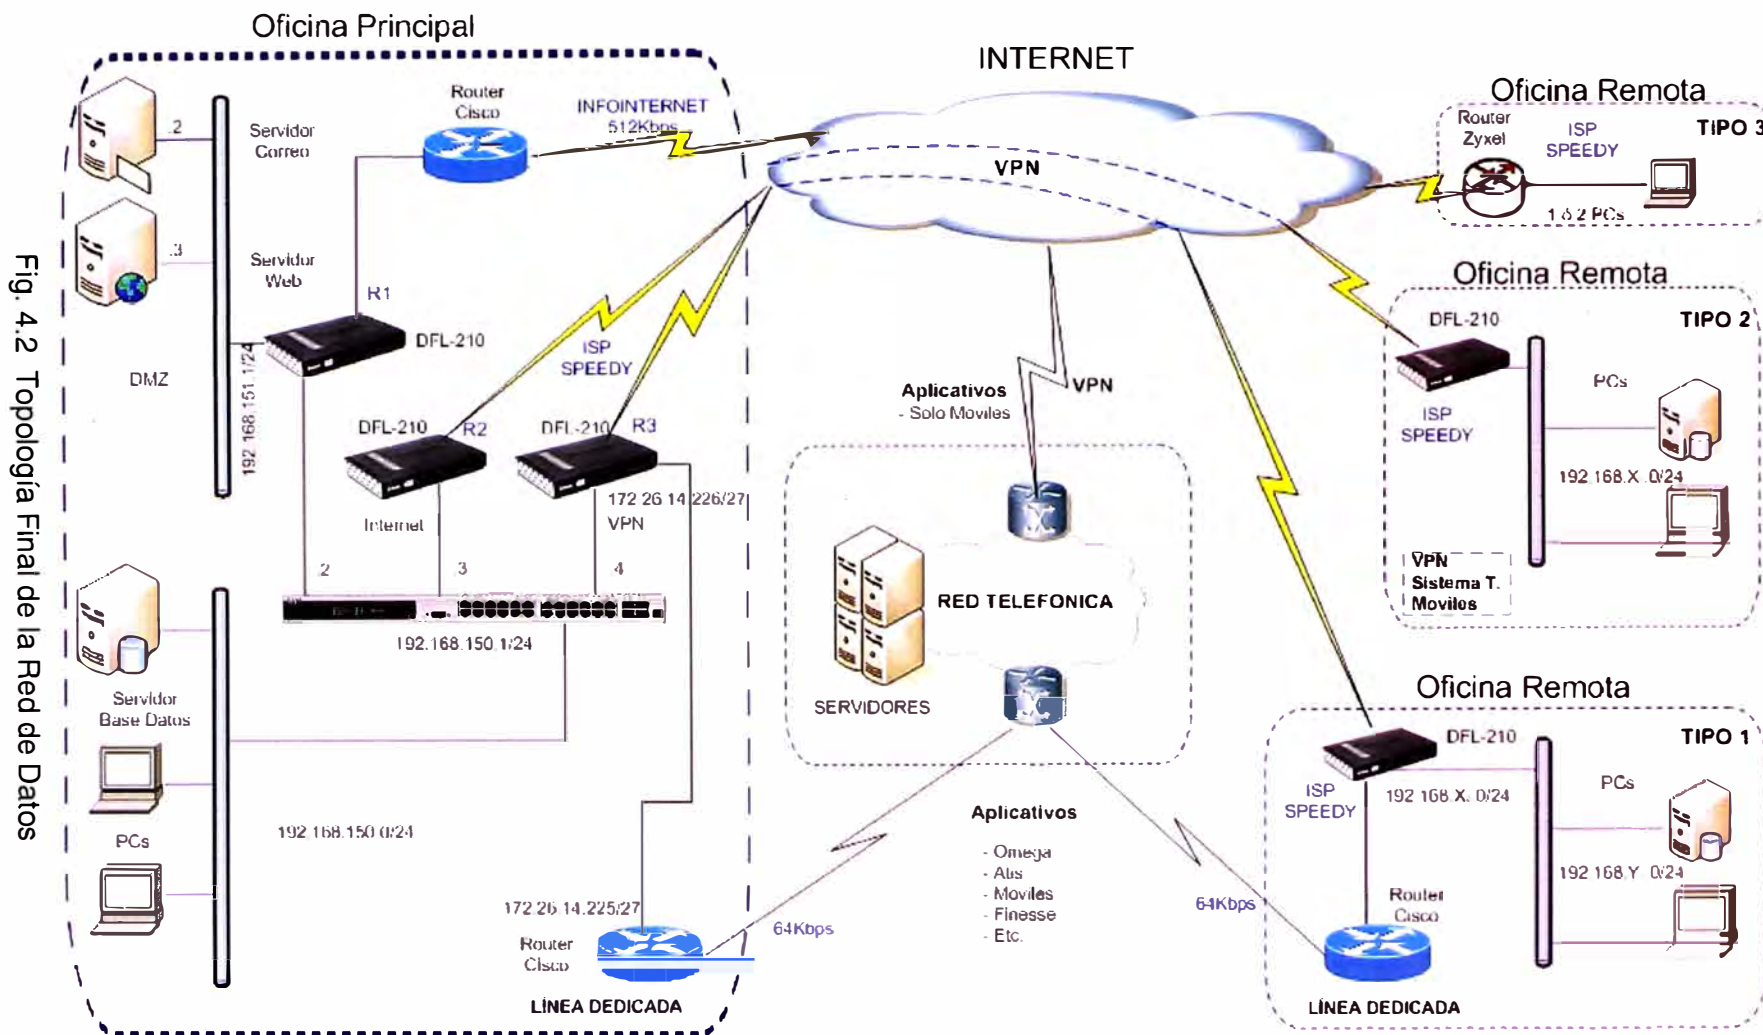 Oficina Principal
Router
Cisco
INFOINTERNET
512Kbps
.2
Servidor
Correo
.3
Servidor
Web
R1
DFL-210
DMZ
192.168.151.1/24
ISP
SPEEDY
DFL-210
R2
DFL-210
R3
172.26.14.226/27
Internet
VPN
.2
3
4
192.168.150.1/24
Servidor
Base Datos
PCs
192.168.150.0/24
172.26.14.225/27
Router
Cisco
64Kbps
LÍNEA DEDICADA
INTERNET
VPN
VPN
Aplicativos
- Solo Moviles
RED TELEFONICA
SERVIDORES
Aplicativos
- Omega
- Atis
- Moviles
- Finesse
- Etc.
Oficina Remota
Router
Zyxel
ISP
SPEEDY
TIPO 3
1 ó 2 PCs
Oficina Remota
DFL-210
TIPO 2
PCs
ISP
SPEEDY
192.168.X.0/24
VPN
Sistema T.
Moviles
Oficina Remota
DFL-210
TIPO 1
ISP
SPEEDY
192.168.X.0/24
PCs
192.168.Y.0/24
64Kbps
Router
Cisco
LÍNEA DEDICADA
Fig. 4.2 Topología Final de la Red de Datos